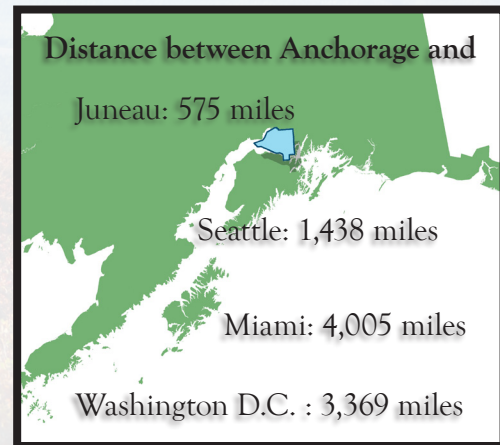 Distance between Anchorage and
Juneau: 575 miles
Seattle: 1,438 miles
Miami: 4,005 miles
Washington D.C. : 3,369 miles